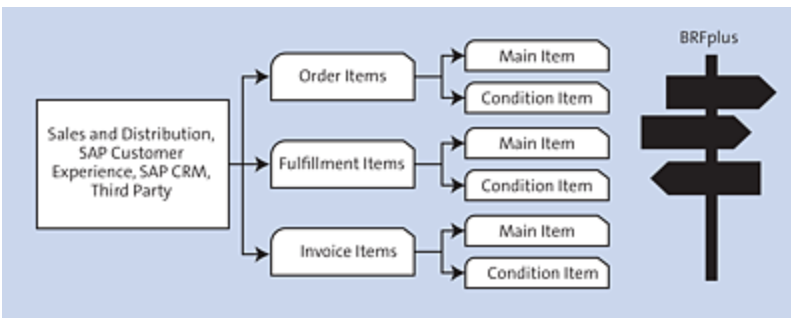 Sales and Distribution,
SAP Customer
Experience, SAP CRM,
Third Party
Order Items
Main Item
Condition Item
Fulfillment Items
Main Item
Condition Item
Invoice Items
Main Item
Condition Item
BRFplus